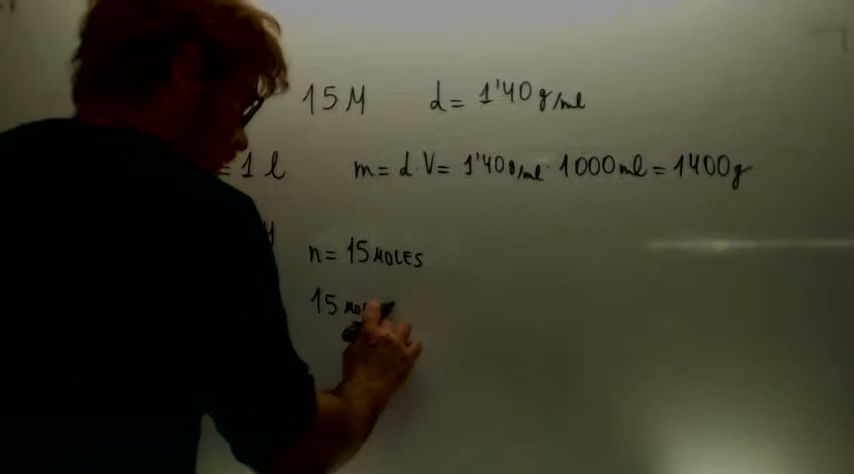 15 M d = 1'40 g/ml
= 1 l m = d · V = 1'40 g/ml · 1000 ml = 1400 g
n = 15 MOLES
15